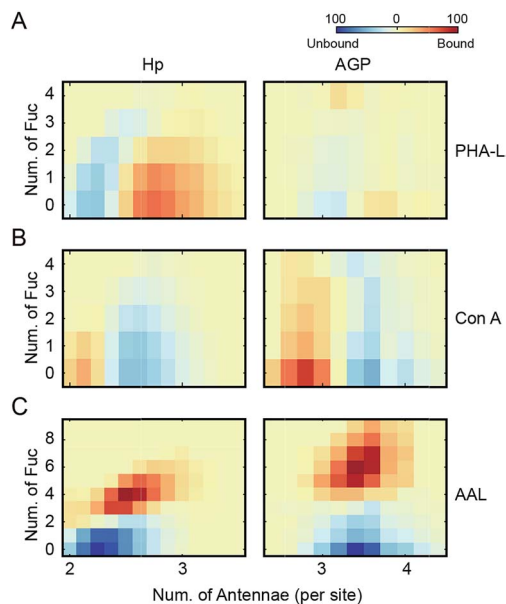 A
100 0 100
Unbound Bound
Hp AGP
Num. of Fuc
4
3
2
1
0
PHA-L
B
Num. of Fuc
4
3
2
1
0
Con A
C
Num. of Fuc
8
6
4
2
0
AAL
2 3 3 4
Num. of Antennae (per site)